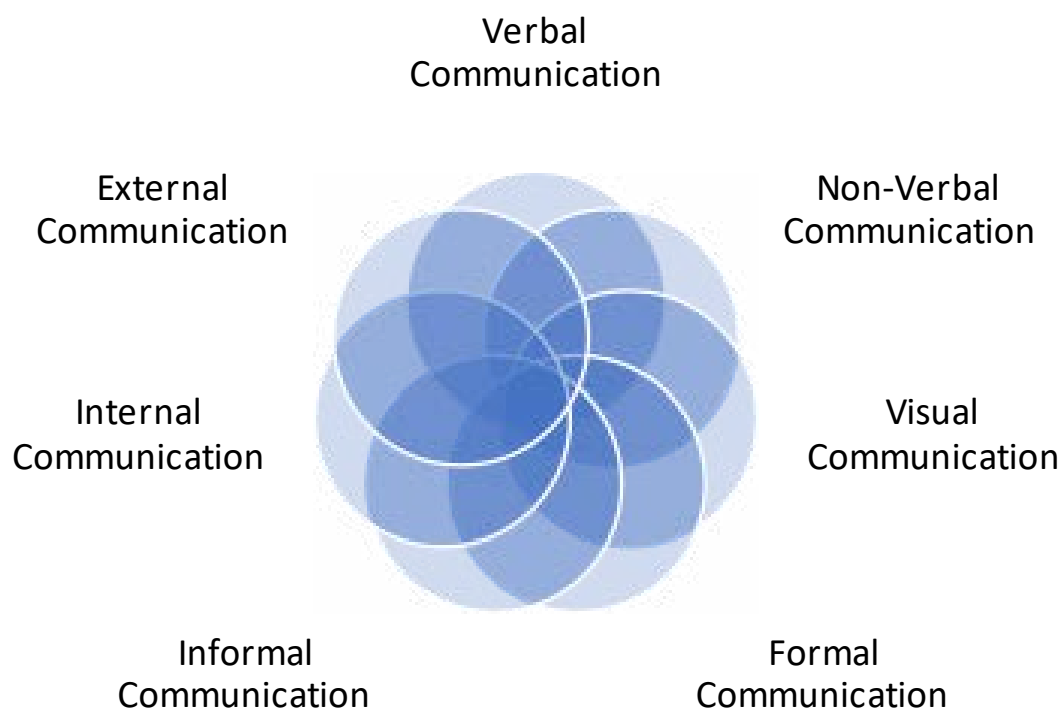 Verbal
Communication
External
Communication
Non-Verbal
Communication
Internal
Communication
Visual
Communication
Informal
Communication
Formal
Communication